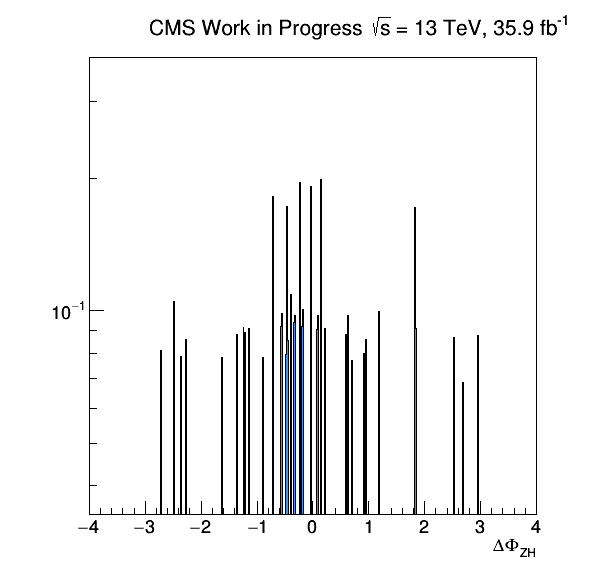 CMS Work in Progress √s = 13 TeV, 35.9 fb⁻¹
10⁻¹
−4 −3 −2 −1 0 1 2 3 4
ΔΦ_ZH